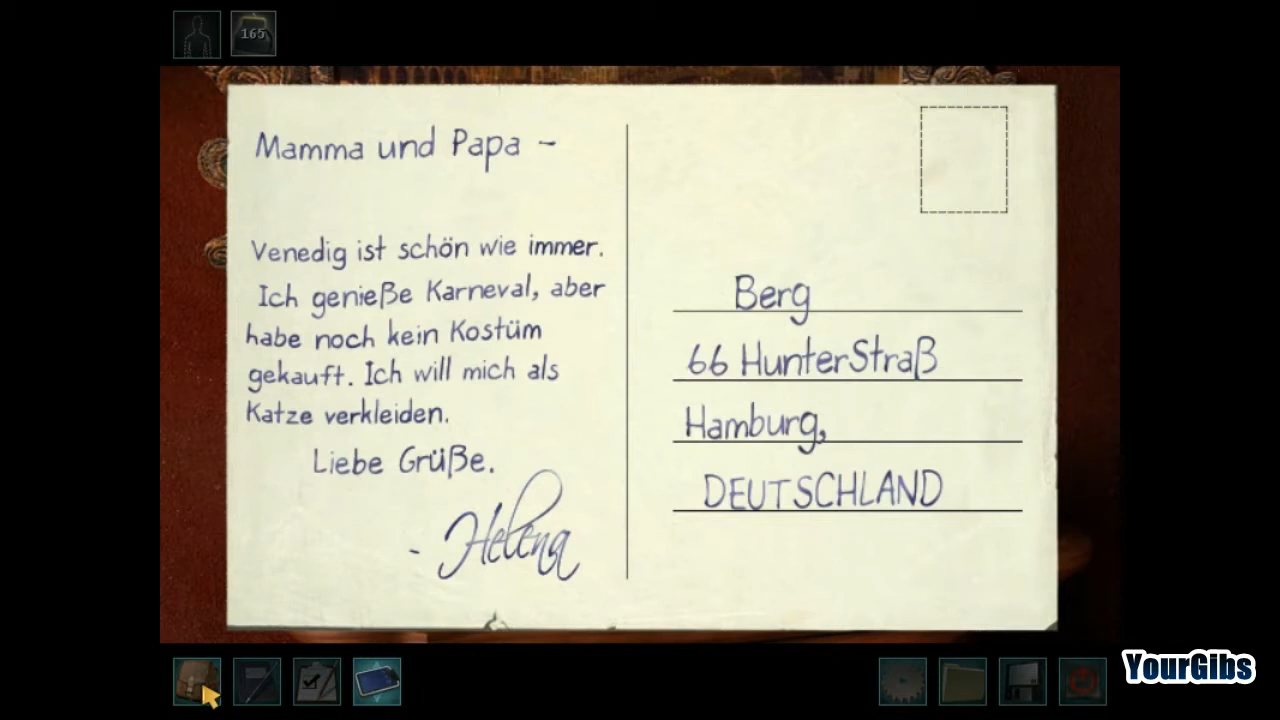 165
Mamma und Papa -
Venedig ist schön wie immer.
Ich genieße Karneval, aber
habe noch kein Kostüm
gekauft. Ich will mich als
Katze verkleiden.
Liebe Grüße.
- Helena
Berg
66 HunterStraß
Hamburg,
DEUTSCHLAND
YourGibs